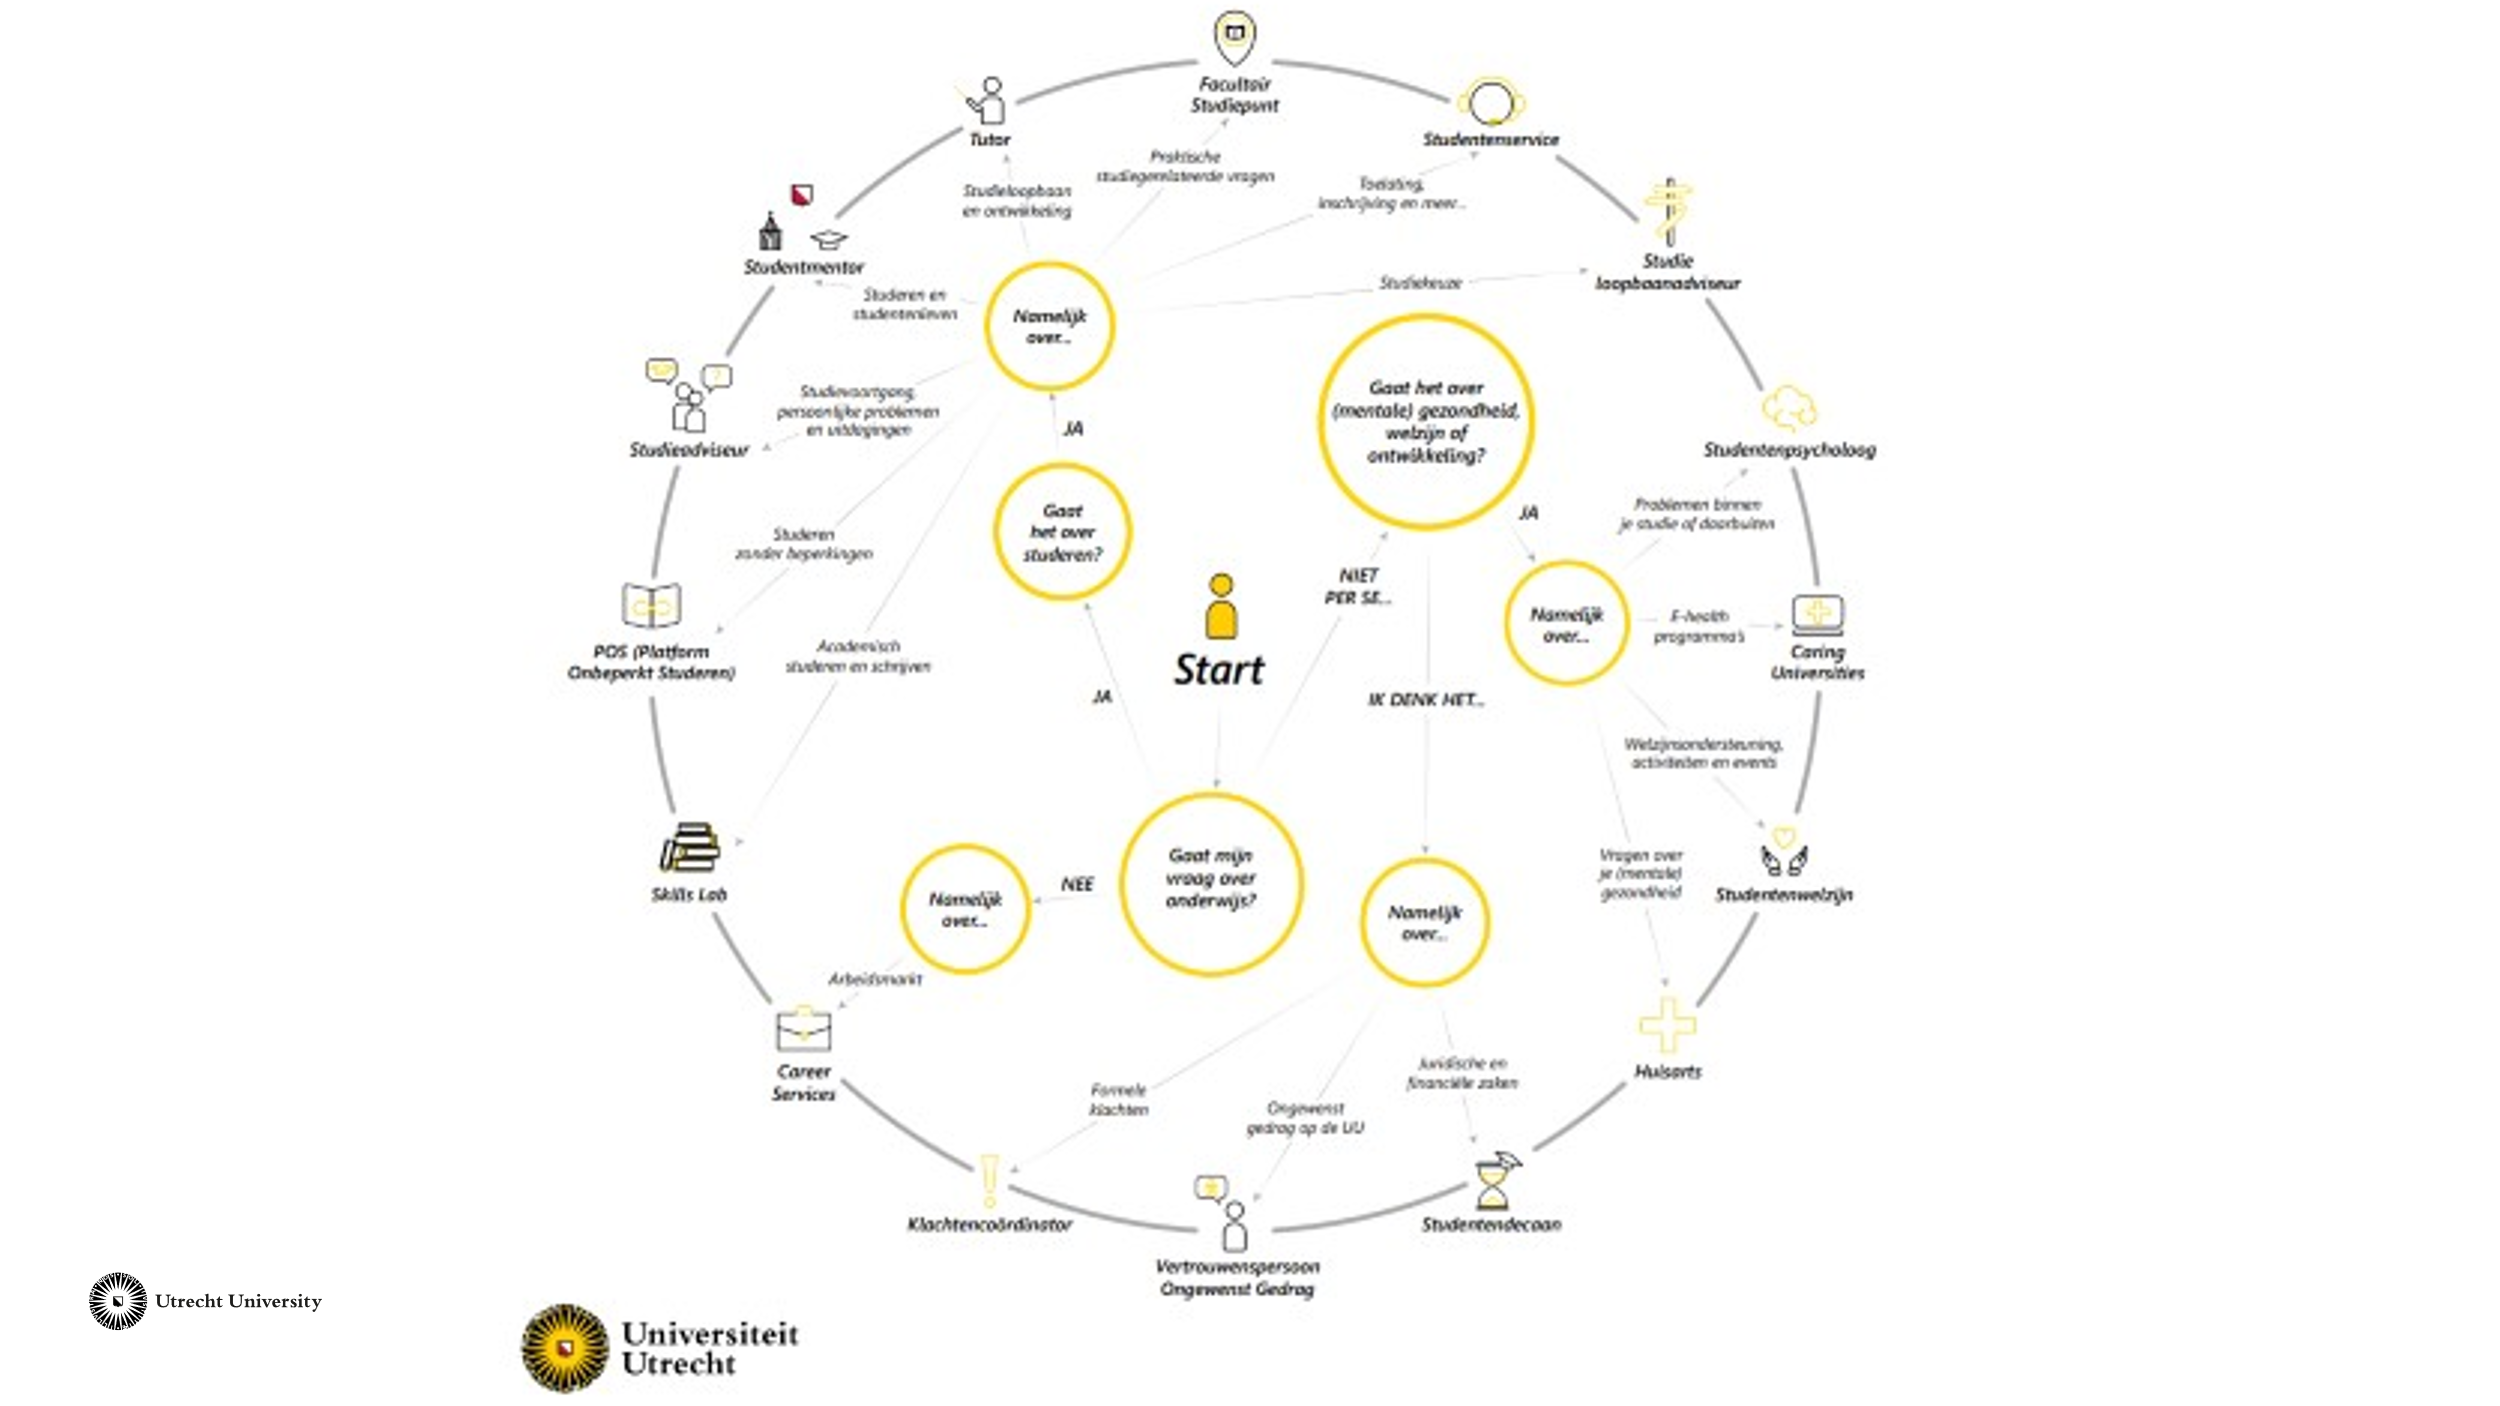 Facultair
Studiepunt
Tutor
Studentenservice
Praktische
studiegerelateerde vragen
Studieloopbaan
en ontwikkeling
Toelating,
inschrijving en meer...
Studentmentor
Studie
loopbaanadviseur
Studeren en
studentenleven
Studiekeuze
Namelijk
over...
Gaat het over
(mentale) gezondheid,
welzijn of
ontwikkeling?
Studievoortgang,
persoonlijke problemen
en uitdagingen
JA
Studieadviseur
Studentenpsycholoog
Gaat
het over
studeren?
JA
Problemen binnen
je studie of daarbuiten
Studeren
zonder beperkingen
NIET
PER SE...
Namelijk
over...
E-health
programma's
POS (Platform
Onbeperkt Studeren)
Academisch
studeren en schrijven
Start
Caring
Universities
JA
IK DENK HET...
Welzijnsondersteuning,
activiteiten en events
Gaat mijn
vraag over
onderwijs?
Vragen over
je (mentale)
gezondheid
Skills Lab
NEE
Namelijk
over...
Namelijk
over...
Studentenwelzijn
Arbeidsmarkt
Career
Services
Huisarts
Formele
klachten
Ongewenst
gedrag op de UU
Juridische en
financiële zaken
Klachtencoördinator
Vertrouwenspersoon
Ongewenst Gedrag
Studentendecaan
Utrecht University
Universiteit
Utrecht